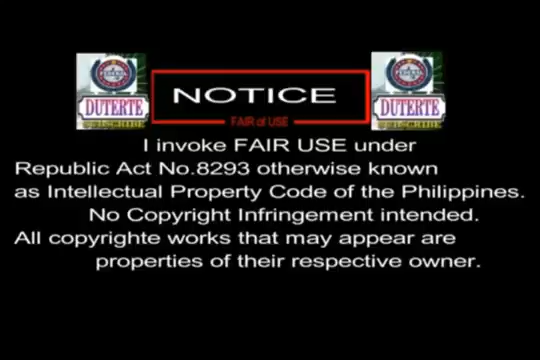 NOTICE
FAIR of USE
DUTERTE
SUBSCRIBE
DUTERTE
SUBSCRIBE
I invoke FAIR USE under
Republic Act No.8293 otherwise known
as Intellectual Property Code of the Philippines.
No Copyright Infringement intended.
All copyrighte works that may appear are
properties of their respective owner.